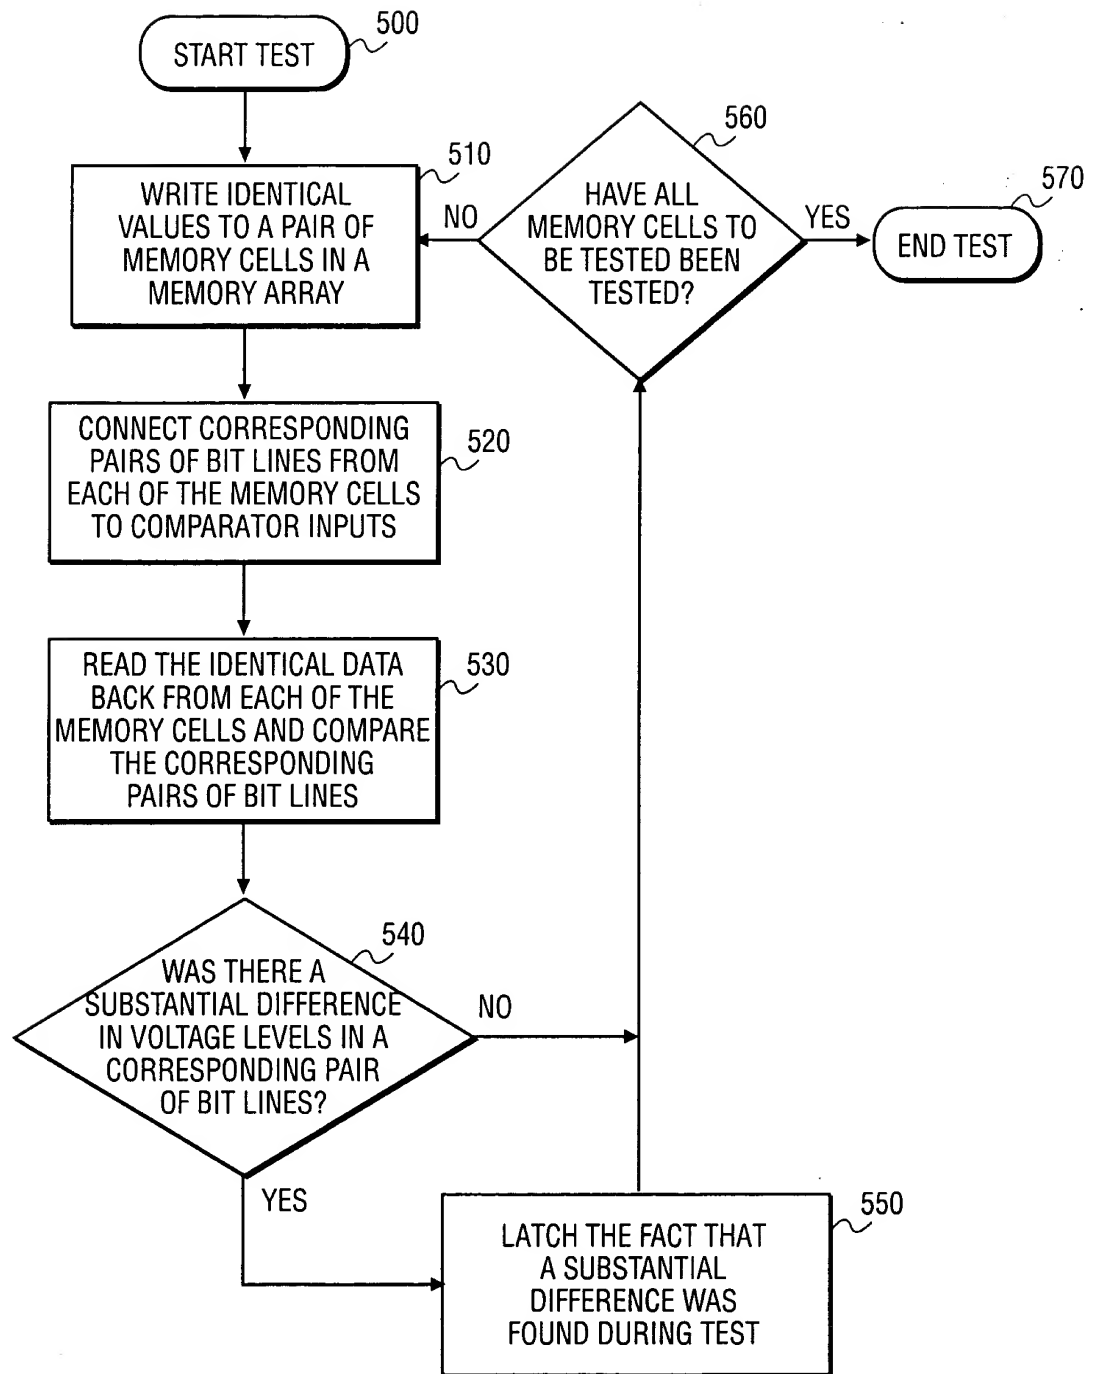 START TEST
500
WRITE IDENTICAL
VALUES TO A PAIR OF
MEMORY CELLS IN A
MEMORY ARRAY
510
NO
HAVE ALL
MEMORY CELLS TO
BE TESTED BEEN
TESTED?
560
YES
END TEST
570
CONNECT CORRESPONDING
PAIRS OF BIT LINES FROM
EACH OF THE MEMORY CELLS
TO COMPARATOR INPUTS
520
READ THE IDENTICAL DATA
BACK FROM EACH OF THE
MEMORY CELLS AND COMPARE
THE CORRESPONDING
PAIRS OF BIT LINES
530
WAS THERE A
SUBSTANTIAL DIFFERENCE
IN VOLTAGE LEVELS IN A
CORRESPONDING PAIR
OF BIT LINES?
540
NO
YES
LATCH THE FACT THAT
A SUBSTANTIAL
DIFFERENCE WAS
FOUND DURING TEST
550